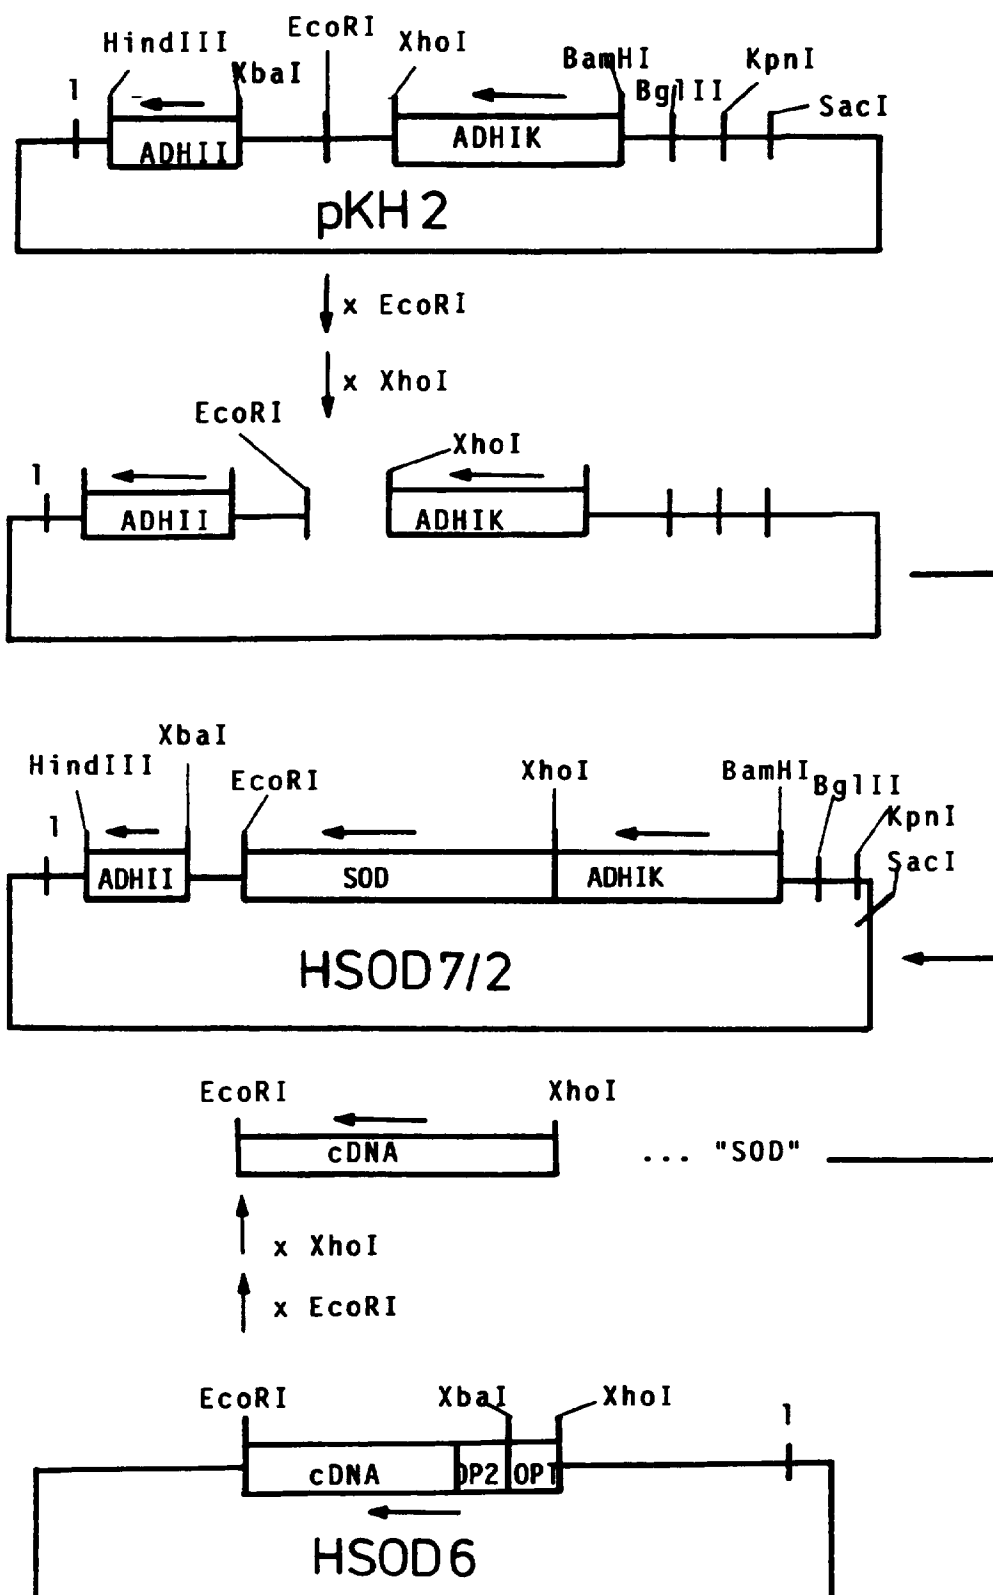 HindIII
EcoRI
XhoI
BamHI
KpnI
XbaI
BglII
SacI
1
ADHII
ADHIK
pKH2
x EcoRI
x XhoI
EcoRI
XhoI
1
ADHII
ADHIK
XbaI
HindIII
EcoRI
XhoI
BamHI
BglII
KpnI
SacI
1
ADHII
SOD
ADHIK
HSOD7/2
EcoRI
XhoI
cDNA
... "SOD"
x XhoI
x EcoRI
EcoRI
XbaI
XhoI
1
cDNA
OP2
OPT
HSOD6